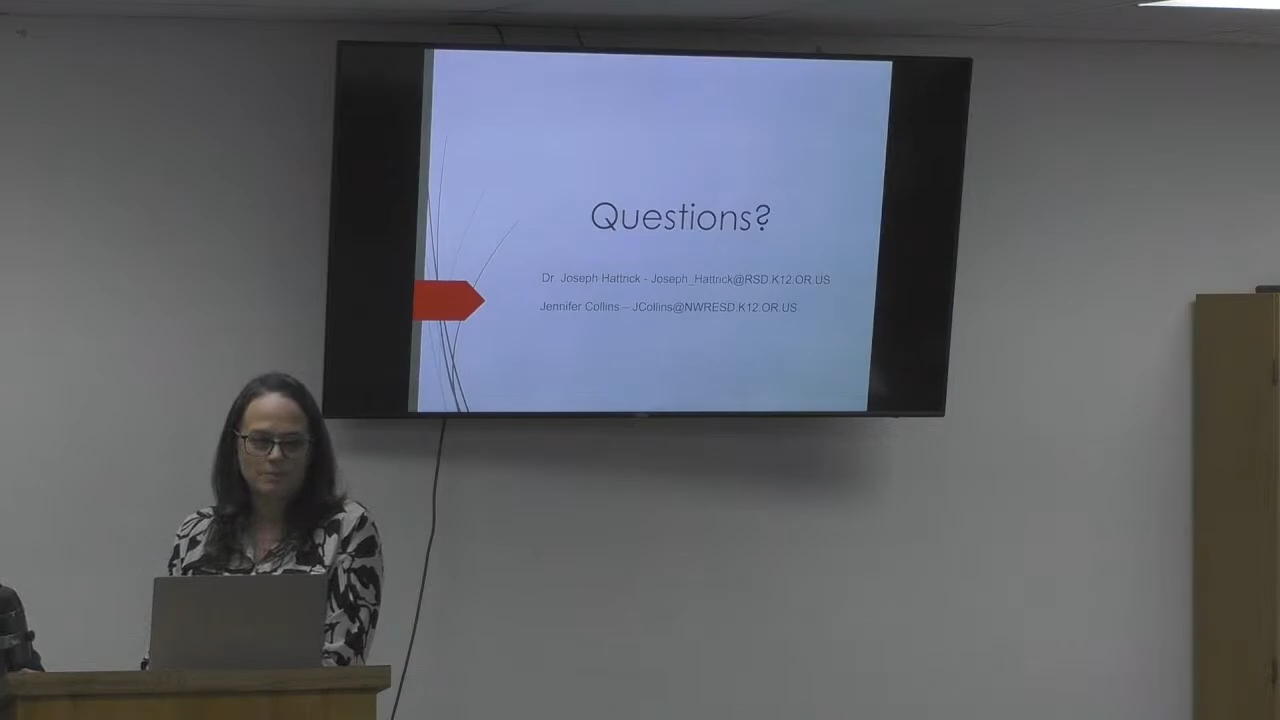 Questions?
Dr. Joseph Hattrick - Joseph_Hattrick@RSD.K12.OR.US
Jennifer Collins – JCollins@NWRESD.K12.OR.US